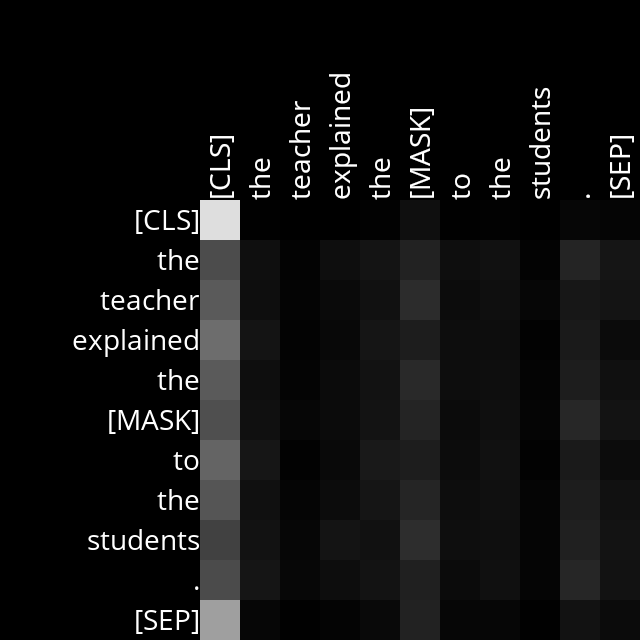 [CLS]
the
teacher
explained
the
[MASK]
to
the
students
.
[SEP]
[CLS]
the
teacher
explained
the
[MASK]
to
the
students
.
[SEP]